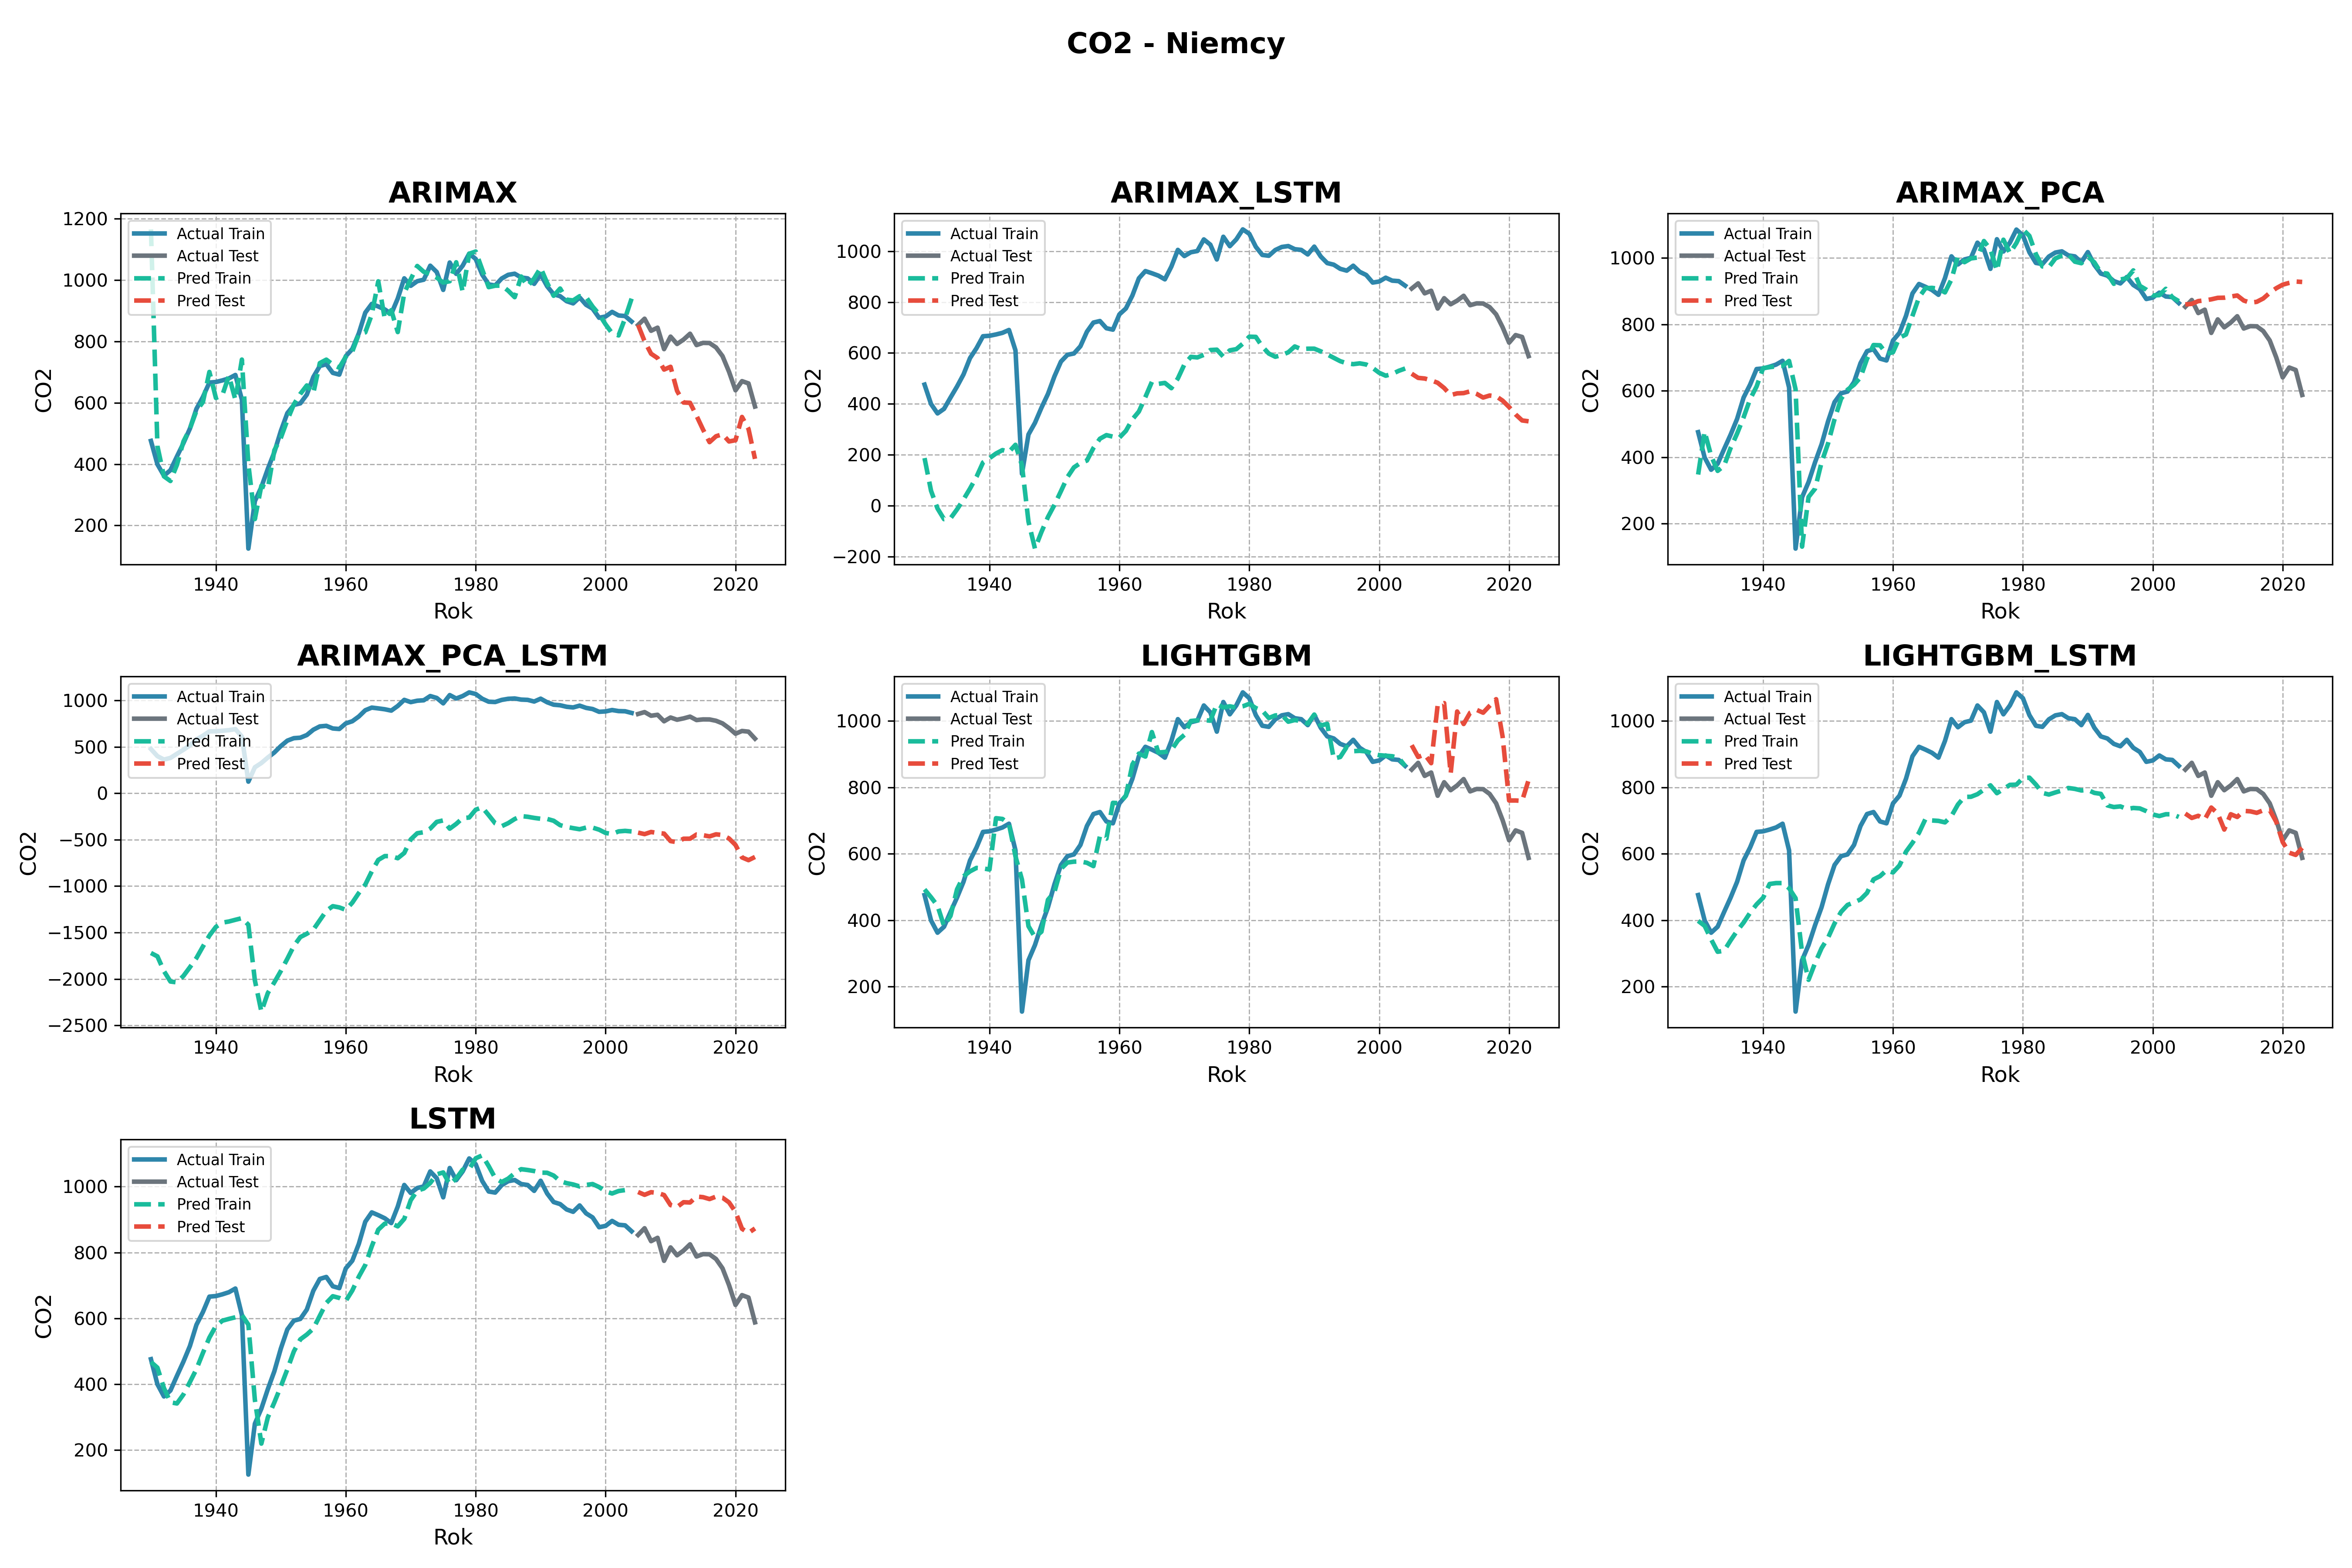 CO2 - Niemcy
ARIMAX
1200
1000
800
600
400
200
CO2
Actual Train
Actual Test
Pred Train
Pred Test
1940 1960 1980 2000 2020
Rok
ARIMAX_LSTM
1000
800
600
400
200
0
−200
CO2
Actual Train
Actual Test
Pred Train
Pred Test
1940 1960 1980 2000 2020
Rok
ARIMAX_PCA
1000
800
600
400
200
CO2
Actual Train
Actual Test
Pred Train
Pred Test
1940 1960 1980 2000 2020
Rok
ARIMAX_PCA_LSTM
1000
500
0
−500
−1000
−1500
−2000
−2500
CO2
Actual Train
Actual Test
Pred Train
Pred Test
1940 1960 1980 2000 2020
Rok
LIGHTGBM
1000
800
600
400
200
CO2
Actual Train
Actual Test
Pred Train
Pred Test
1940 1960 1980 2000 2020
Rok
LIGHTGBM_LSTM
1000
800
600
400
200
CO2
Actual Train
Actual Test
Pred Train
Pred Test
1940 1960 1980 2000 2020
Rok
LSTM
1000
800
600
400
200
CO2
Actual Train
Actual Test
Pred Train
Pred Test
1940 1960 1980 2000 2020
Rok